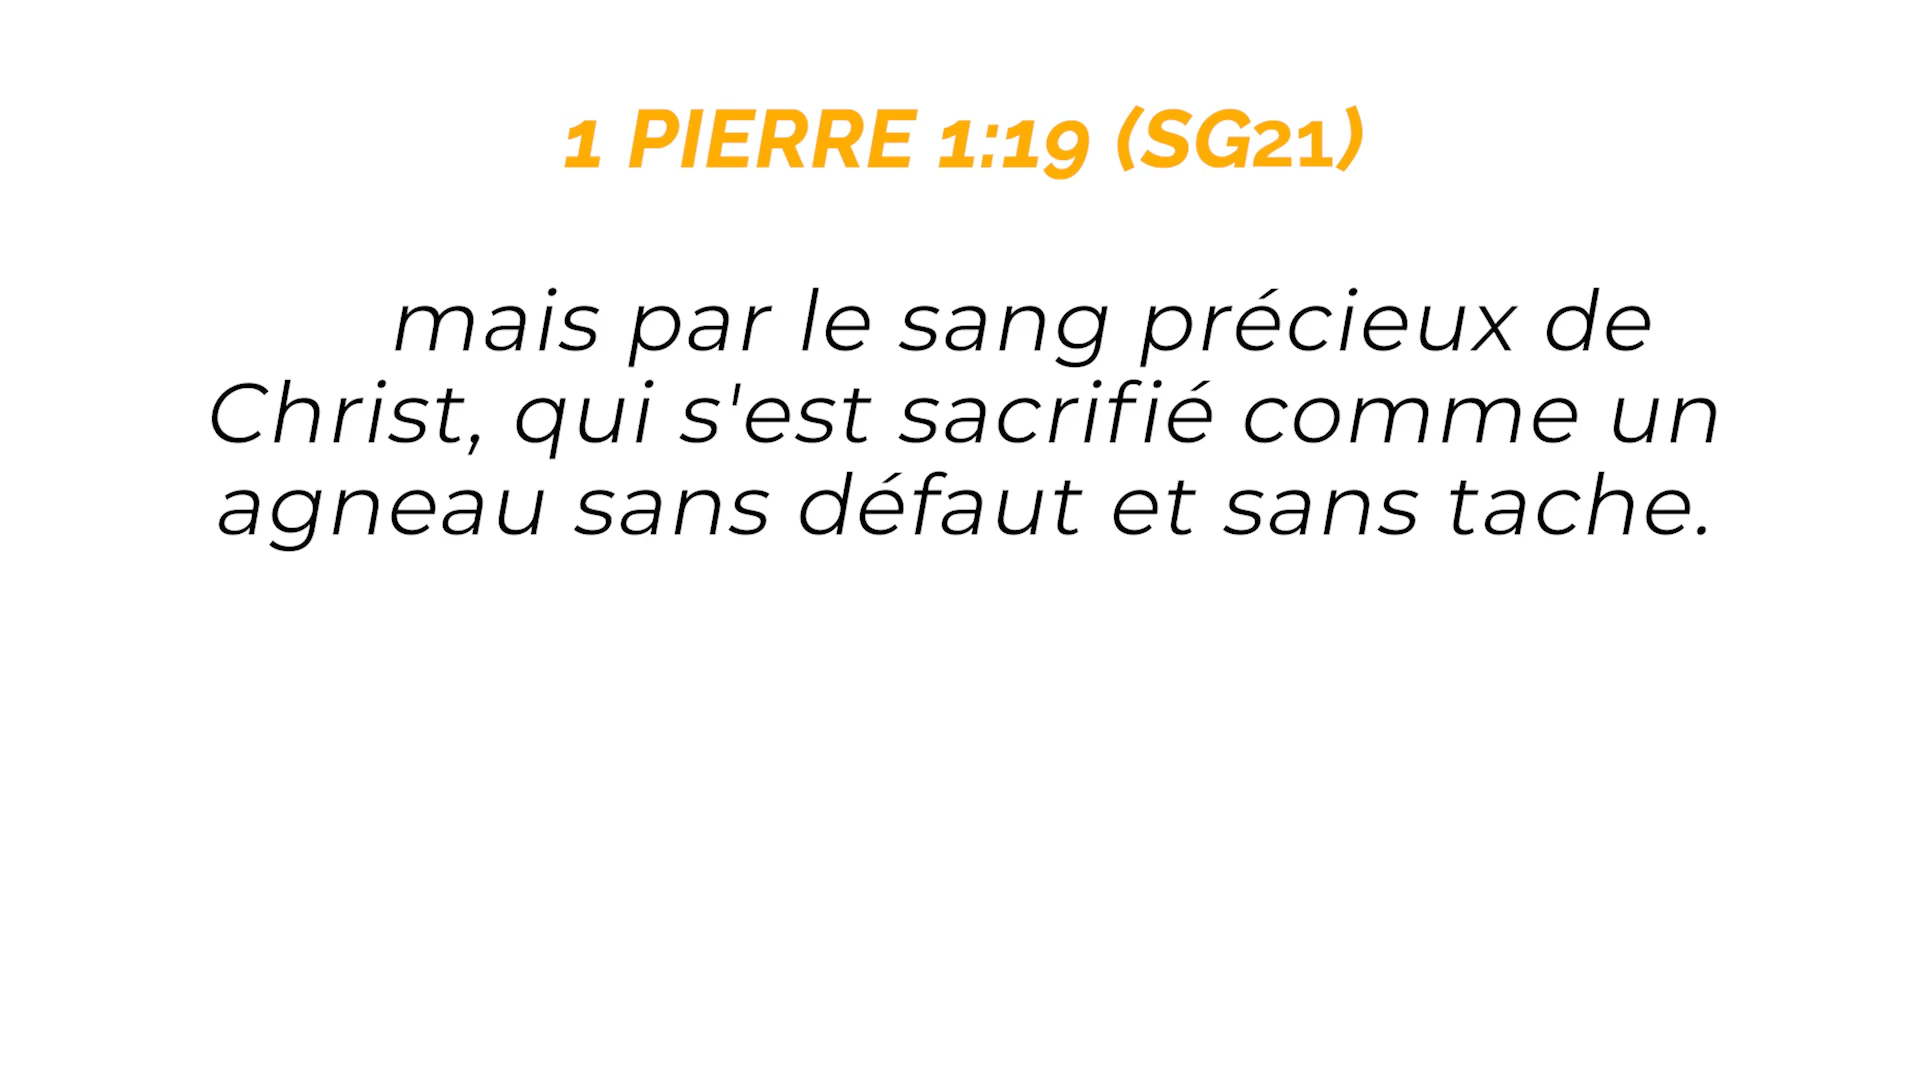 1 PIERRE 1:19 (SG21)
mais par le sang précieux de
Christ, qui s'est sacrifié comme un
agneau sans défaut et sans tache.